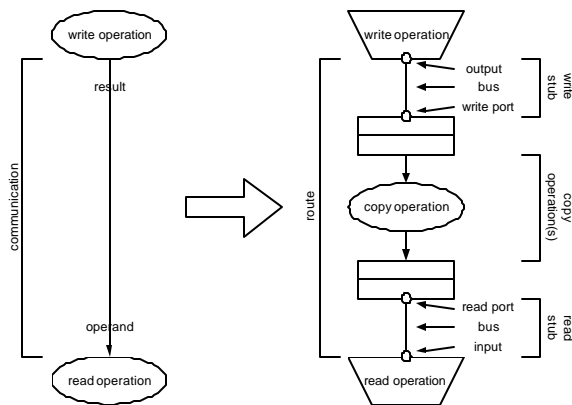 write operation
result
communication
operand
read operation
write operation
output
bus
write port
write
stub
route
copy operation
copy
operation(s)
read port
bus
input
read
stub
read operation